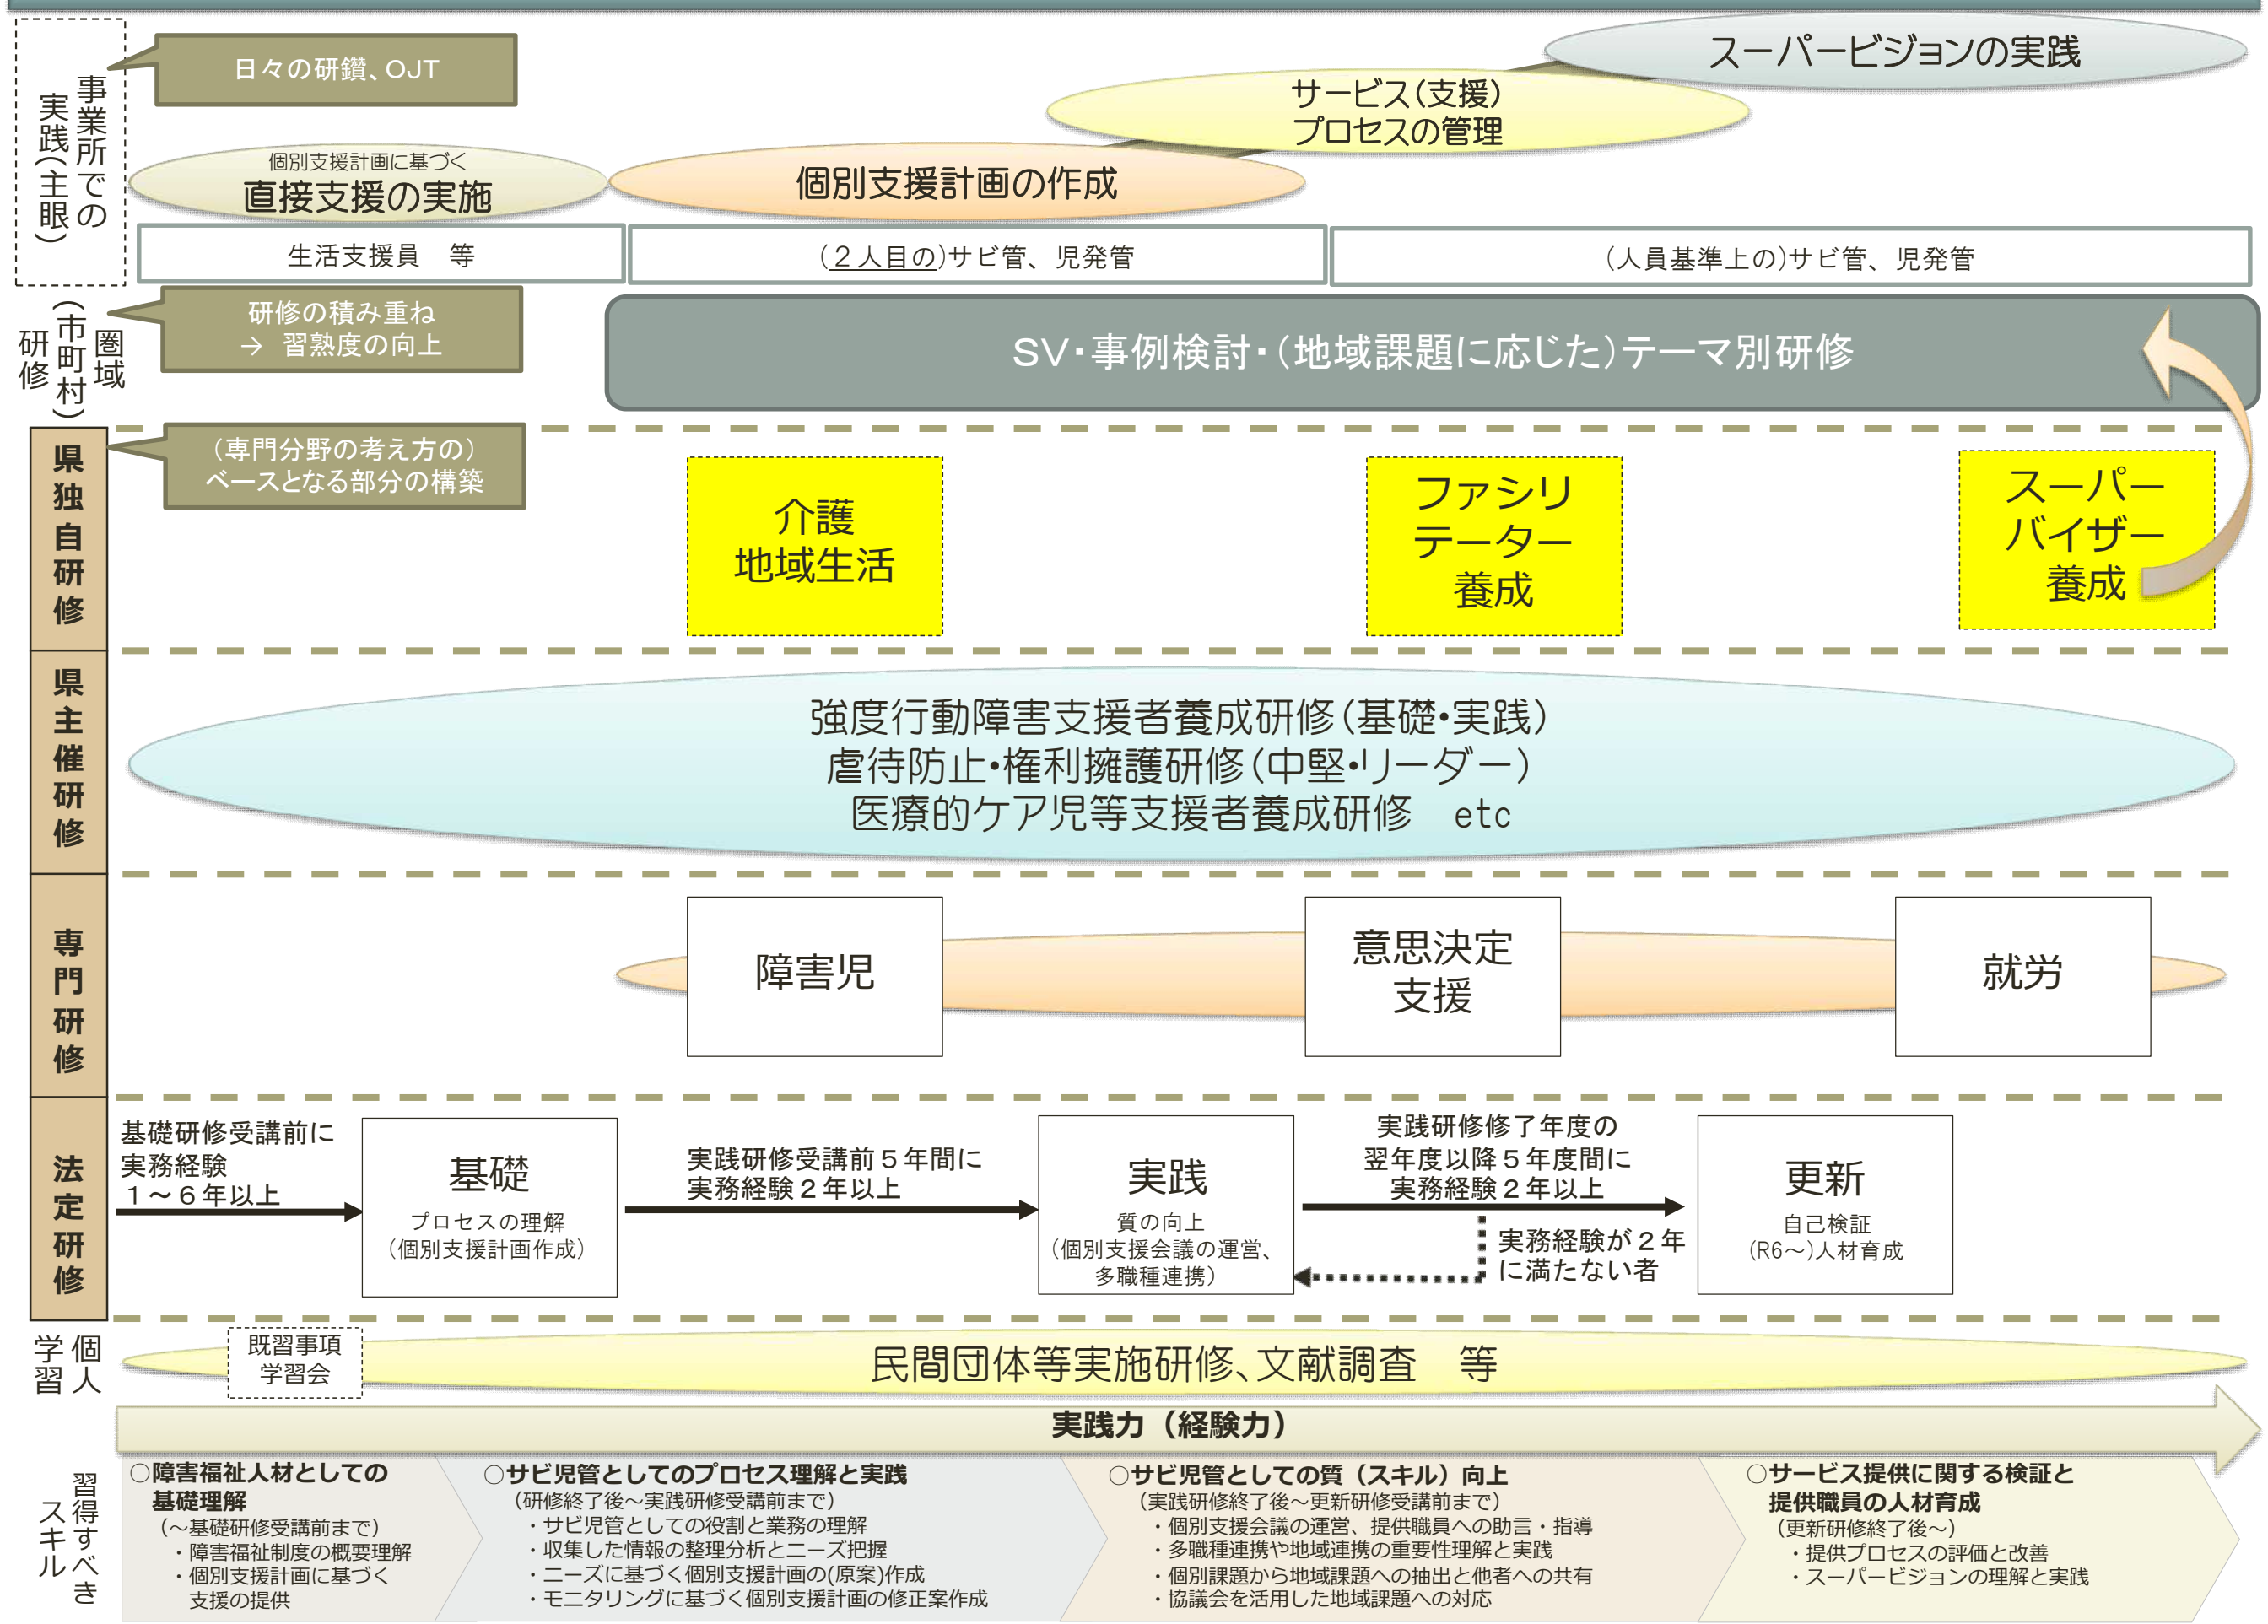 事業所での
実践(主眼)
日々の研鑽、OJT
スーパービジョンの実践
サービス(支援)
プロセスの管理
個別支援計画に基づく
直接支援の実施
個別支援計画の作成
生活支援員　等
(２人目の)サビ管、児発管
(人員基準上の)サビ管、児発管
圏域
(市町村)
研修
研修の積み重ね
→ 習熟度の向上
SV・事例検討・(地域課題に応じた)テーマ別研修
県独自研修
(専門分野の考え方の)
ベースとなる部分の構築
介護
地域生活
ファシリ
テーター
養成
スーパー
バイザー
養成
県主催研修
強度行動障害支援者養成研修(基礎・実践)
虐待防止・権利擁護研修(中堅・リーダー)
医療的ケア児等支援者養成研修　etc
専門研修
障害児
意思決定
支援
就労
法定研修
基礎研修受講前に
実務経験
１～６年以上
基礎
プロセスの理解
(個別支援計画作成)
実践研修受講前５年間に
実務経験２年以上
実践
質の向上
(個別支援会議の運営、
多職種連携)
実践研修修了年度の
翌年度以降５年度間に
実務経験２年以上
実務経験が２年
に満たない者
更新
自己検証
(R6～)人材育成
個人
学習
既習事項
学習会
民間団体等実施研修、文献調査　等
実践力（経験力）
習得すべき
スキル
○障害福祉人材としての
基礎理解
（～基礎研修受講前まで）
・障害福祉制度の概要理解
・個別支援計画に基づく
支援の提供
○サビ児管としてのプロセス理解と実践
（研修終了後～実践研修受講前まで）
・サビ児管としての役割と業務の理解
・収集した情報の整理分析とニーズ把握
・ニーズに基づく個別支援計画の(原案)作成
・モニタリングに基づく個別支援計画の修正案作成
○サビ児管としての質（スキル）向上
（実践研修終了後～更新研修受講前まで）
・個別支援会議の運営、提供職員への助言・指導
・多職種連携や地域連携の重要性理解と実践
・個別課題から地域課題への抽出と他者への共有
・協議会を活用した地域課題への対応
○サービス提供に関する検証と
提供職員の人材育成
（更新研修終了後～）
・提供プロセスの評価と改善
・スーパービジョンの理解と実践